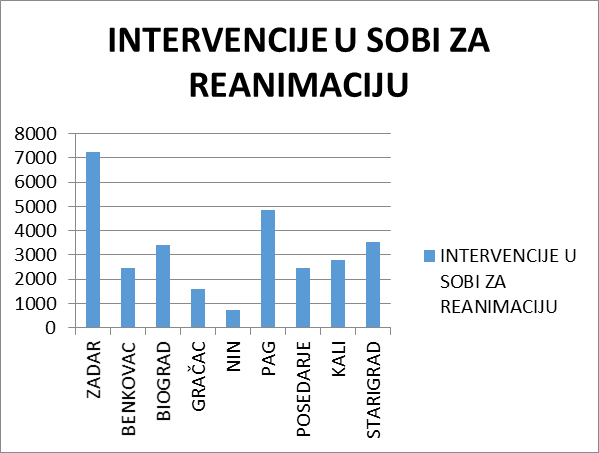 INTERVENCIJE U SOBI ZA
REANIMACIJU
8000
7000
6000
5000
4000
3000
2000
1000
0
ZADAR
BENKOVAC
BIOGRAD
GRAČAC
NIN
PAG
POSEDARJE
KALI
STARIGRAD
INTERVENCIJE U
SOBI ZA
REANIMACIJU